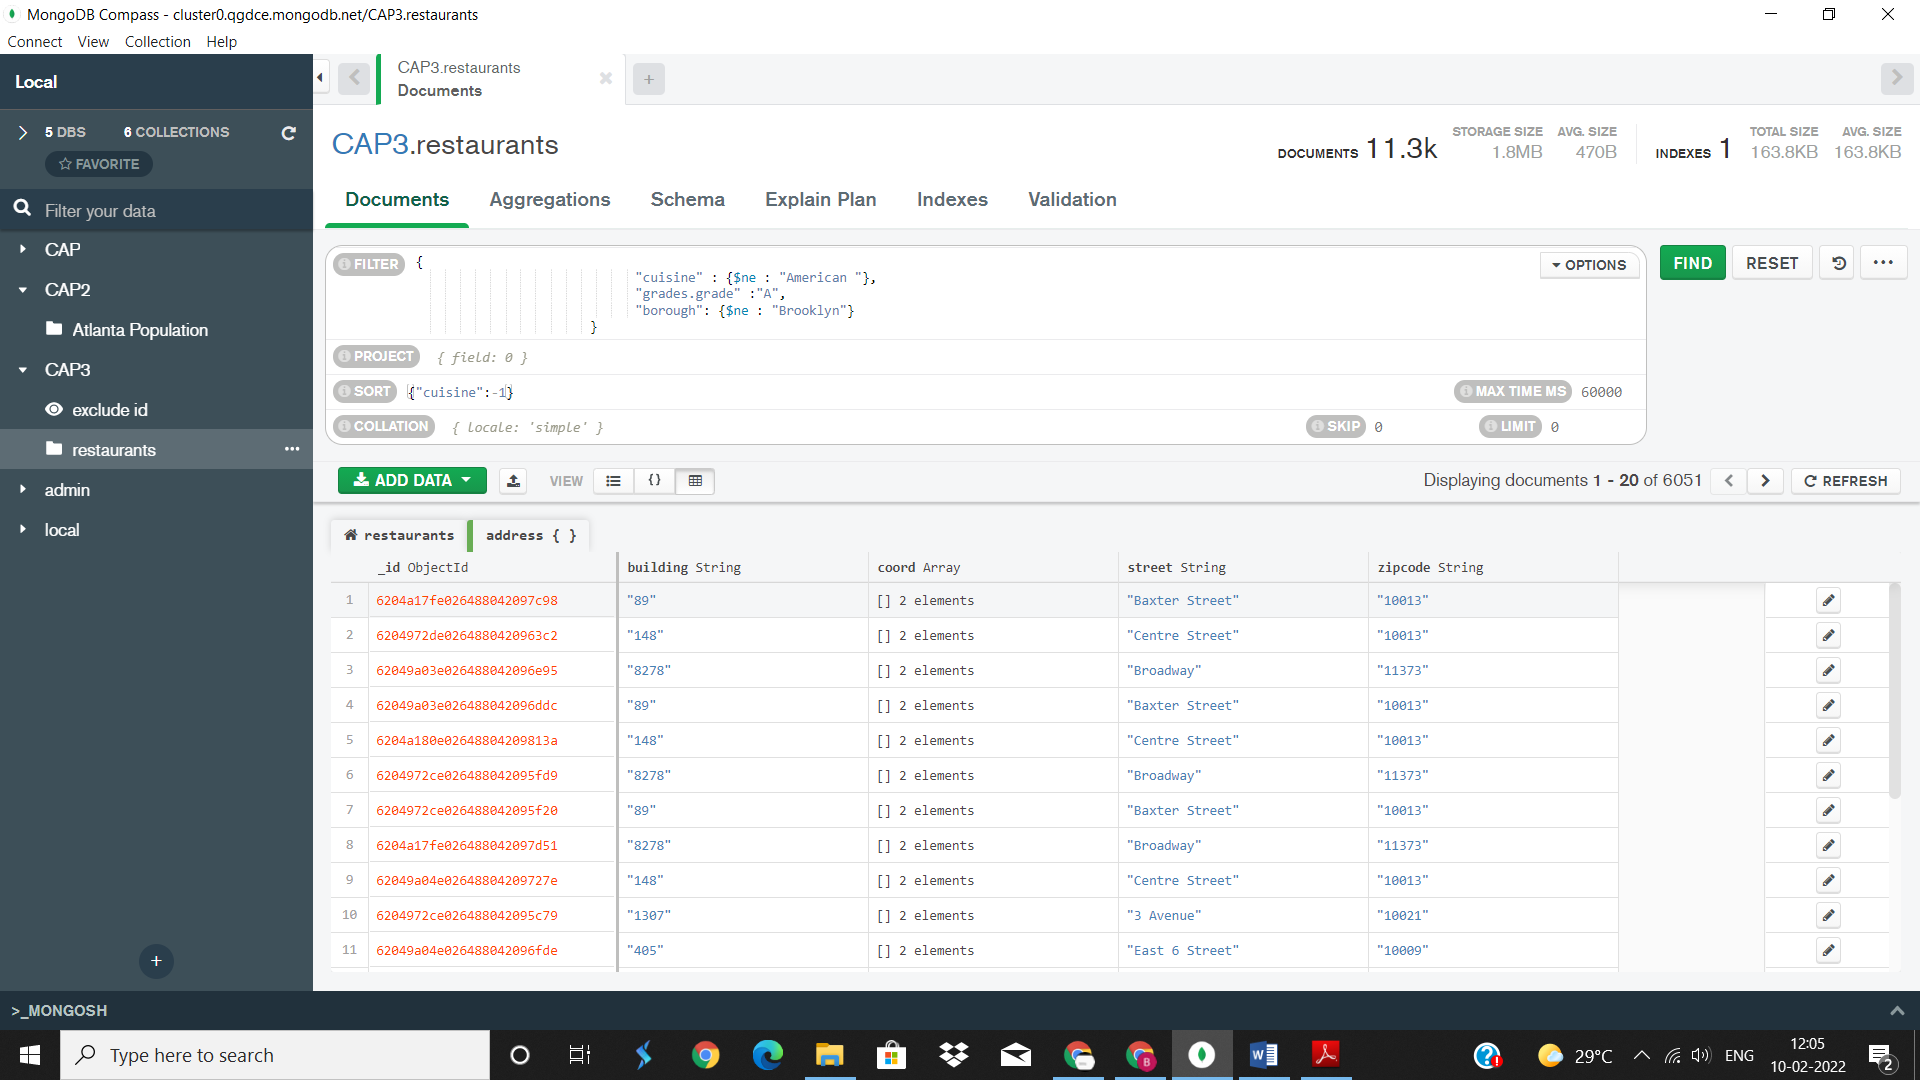 MongoDB Compass - cluster0.qgdce.mongodb.net/CAP3.restaurants
Connect View Collection Help
Local
5 DBS 6 COLLECTIONS
FAVORITE
Filter your data
CAP
CAP2
Atlanta Population
CAP3
exclude id
restaurants
admin
local
CAP3.restaurants
Documents
CAP3.restaurants
DOCUMENTS 11.3k STORAGE SIZE 1.8MB AVG. SIZE 470B INDEXES 1 TOTAL SIZE 163.8KB AVG. SIZE 163.8KB
Documents Aggregations Schema Explain Plan Indexes Validation
FILTER {
"cuisine" : {$ne : "American "},
"grades.grade" :"A",
"borough": {$ne : "Brooklyn"}
}
OPTIONS FIND RESET ...
PROJECT { field: 0 }
SORT {"cuisine":-1} MAX TIME MS 60000
COLLATION { locale: 'simple' } SKIP 0 LIMIT 0
ADD DATA VIEW {} Displaying documents 1 - 20 of 6051 REFRESH
restaurants address { }
_id ObjectId building String coord Array street String zipcode String
1 6204a17fe026488042097c98 "89" [] 2 elements "Baxter Street" "10013"
2 6204972de0264880420963c2 "148" [] 2 elements "Centre Street" "10013"
3 62049a03e026488042096e95 "8278" [] 2 elements "Broadway" "11373"
4 62049a03e026488042096ddc "89" [] 2 elements "Baxter Street" "10013"
5 6204a180e02648804209813a "148" [] 2 elements "Centre Street" "10013"
6 6204972ce026488042095fd9 "8278" [] 2 elements "Broadway" "11373"
7 6204972ce026488042095f20 "89" [] 2 elements "Baxter Street" "10013"
8 6204a17fe026488042097d51 "8278" [] 2 elements "Broadway" "11373"
9 62049a04e02648804209727e "148" [] 2 elements "Centre Street" "10013"
10 6204972ce026488042095c79 "1307" [] 2 elements "3 Avenue" "10021"
11 62049a04e026488042096fde "405" [] 2 elements "East 6 Street" "10009"
>_MONGOSH
Type here to search
29°C ENG 12:05
10-02-2022 2